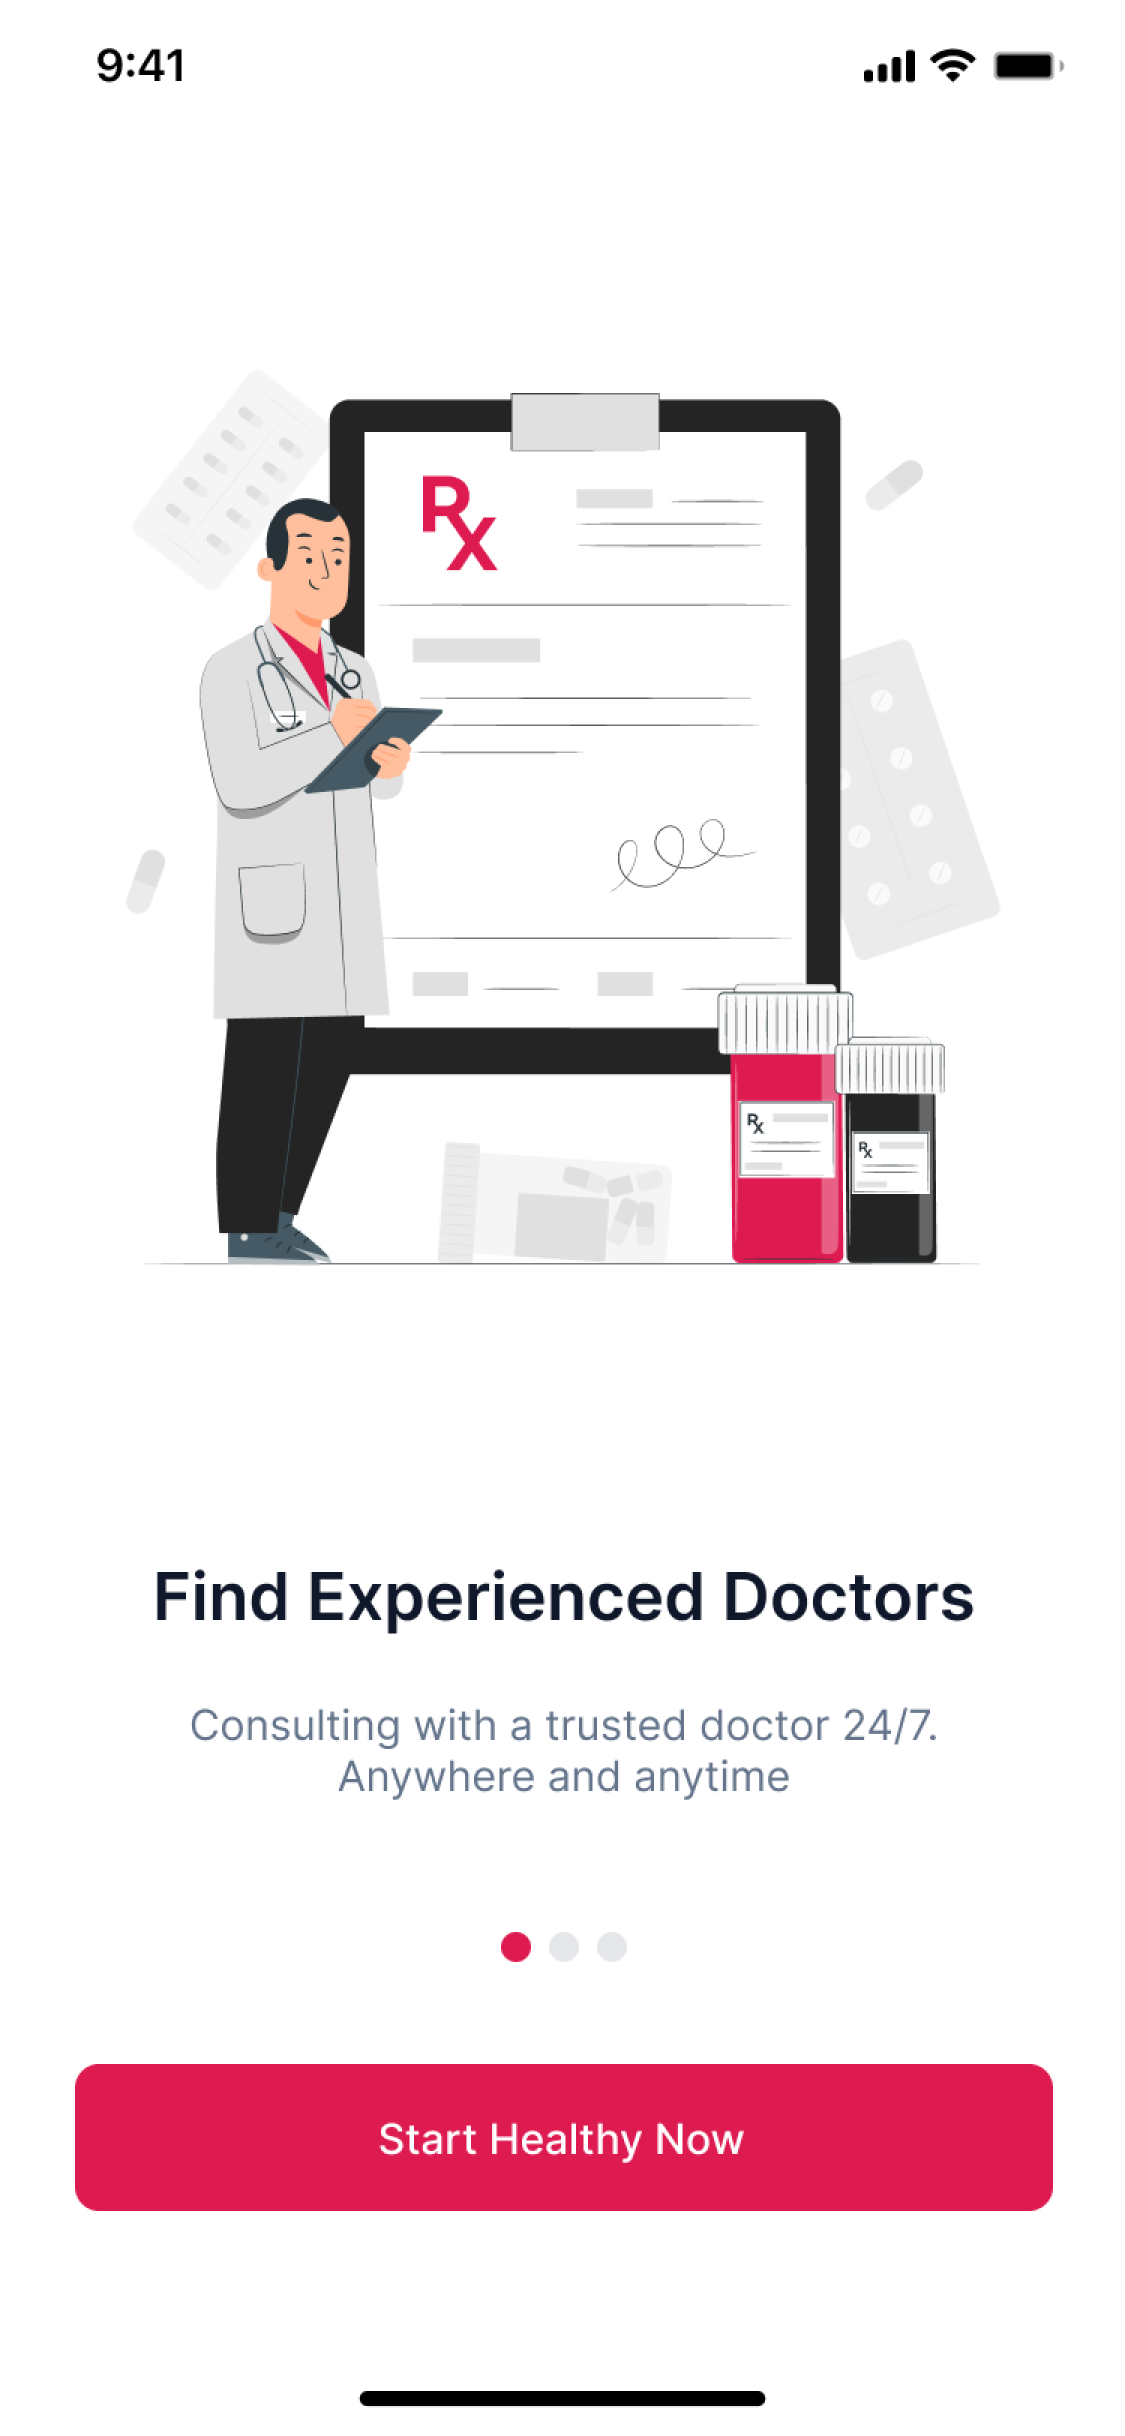 9:41
Rx
Rx
Rx
Find Experienced Doctors
Consulting with a trusted doctor 24/7.
Anywhere and anytime
Start Healthy Now